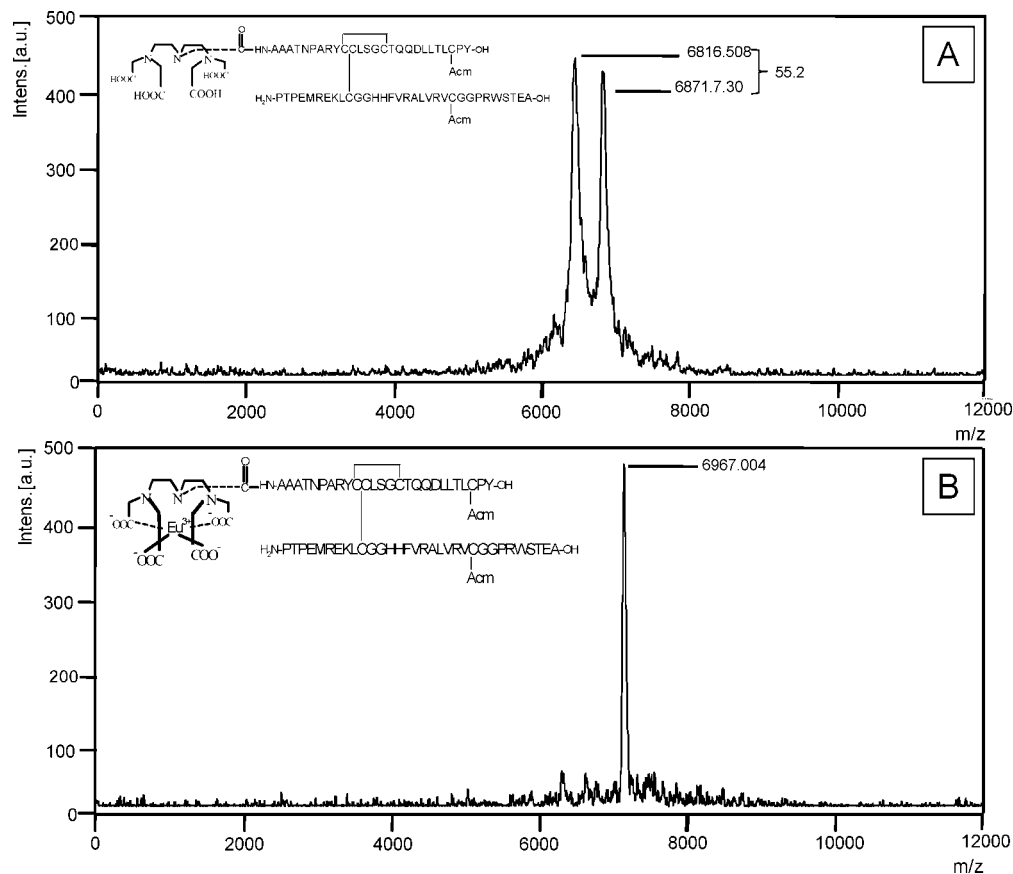 500
400
300
200
100
0
Intens.[a.u.]
HOOC
HOOC
N
N
N
HOOC
COOH
O
C
HN-AAATNPARYCCLSGCTQQDLLTLCPY-OH
Acm
H2N-PTPEMREKLCGGHHFVRALVRVCGGPRWSTEA-OH
Acm
6816.508
6871.7.30
55.2
A
0 2000 4000 6000 8000 10000 12000
m/z
500
400
300
200
100
0
Intens.[a.u.]
N
N
N
-OOC
Eu3+
-OOC
-OOC
COO-
O
C
HN-AAATNPARYCCLSGCTQQDLLTLCPY-OH
Acm
H2N-PTPEMREKLCGGHHFVRALVRVCGGPRWSTEA-OH
Acm
6967.004
B
0 2000 4000 6000 8000 10000 12000
m/z